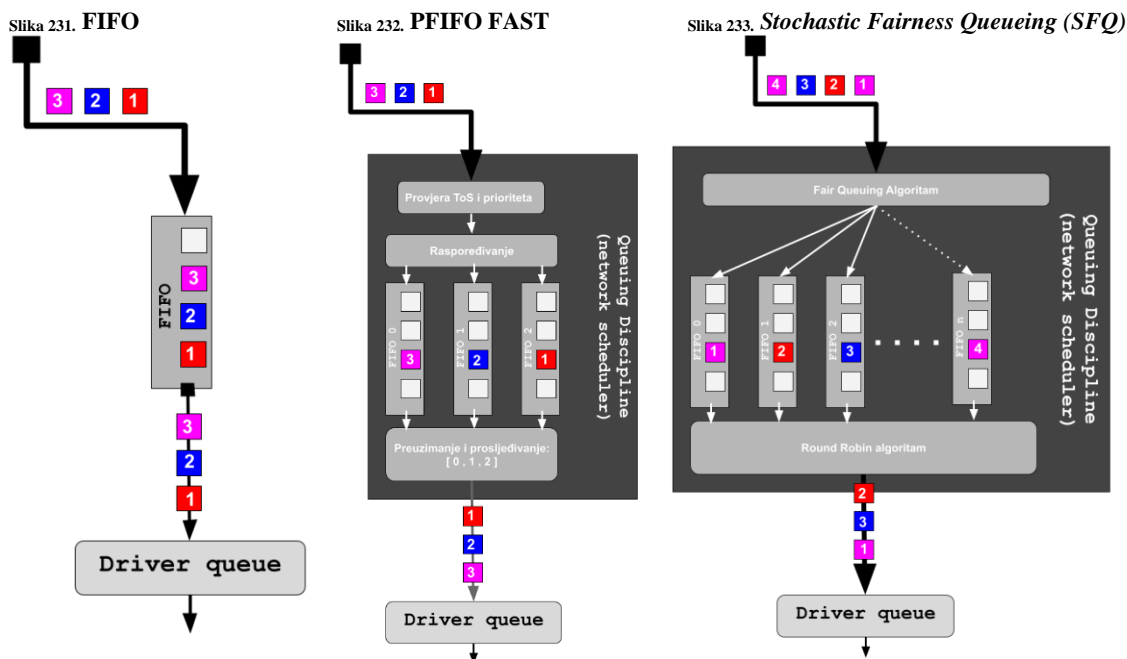 Slika 231. FIFO
3 2 1
FIFO
3
2
1
3
2
1
Driver queue
Slika 232. PFIFO FAST
3 2 1
Provjera ToS i prioriteta
Raspoređivanje
FIFO 0
3
FIFO 1
2
FIFO 2
1
Preuzimanje i prosljeđivanje:
[ 0 , 1 , 2 ]
Queuing Discipline
(network scheduler)
1
2
3
Driver queue
Slika 233. Stochastic Fairness Queueing (SFQ)
4 3 2 1
Fair Queuing Algoritam
FIFO 0
1
FIFO 1
2
FIFO 2
3
FIFO n
4
Round Robin algoritam
Queuing Discipline
(network scheduler)
2
3
1
Driver queue